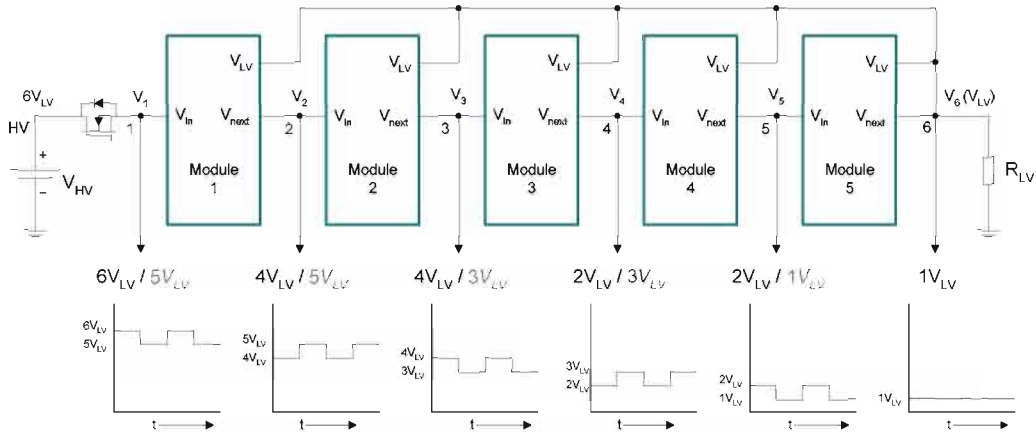 V_LV V_LV V_LV V_LV V_LV
6V_LV V_1 V_2 V_3 V_4 V_5 V_6 (V_LV)
HV 1 V_in V_next 2 V_in V_next 3 V_in V_next 4 V_in V_next 5 V_in V_next 6
+
V_HV
−
Module
1
Module
2
Module
3
Module
4
Module
5
R_LV
6V_LV / 5V_LV
4V_LV / 5V_LV
4V_LV / 3V_LV
2V_LV / 3V_LV
2V_LV / 1V_LV
1V_LV
6V_LV
5V_LV
t
5V_LV
4V_LV
t
4V_LV
3V_LV
t
3V_LV
2V_LV
t
2V_LV
1V_LV
t
1V_LV
t